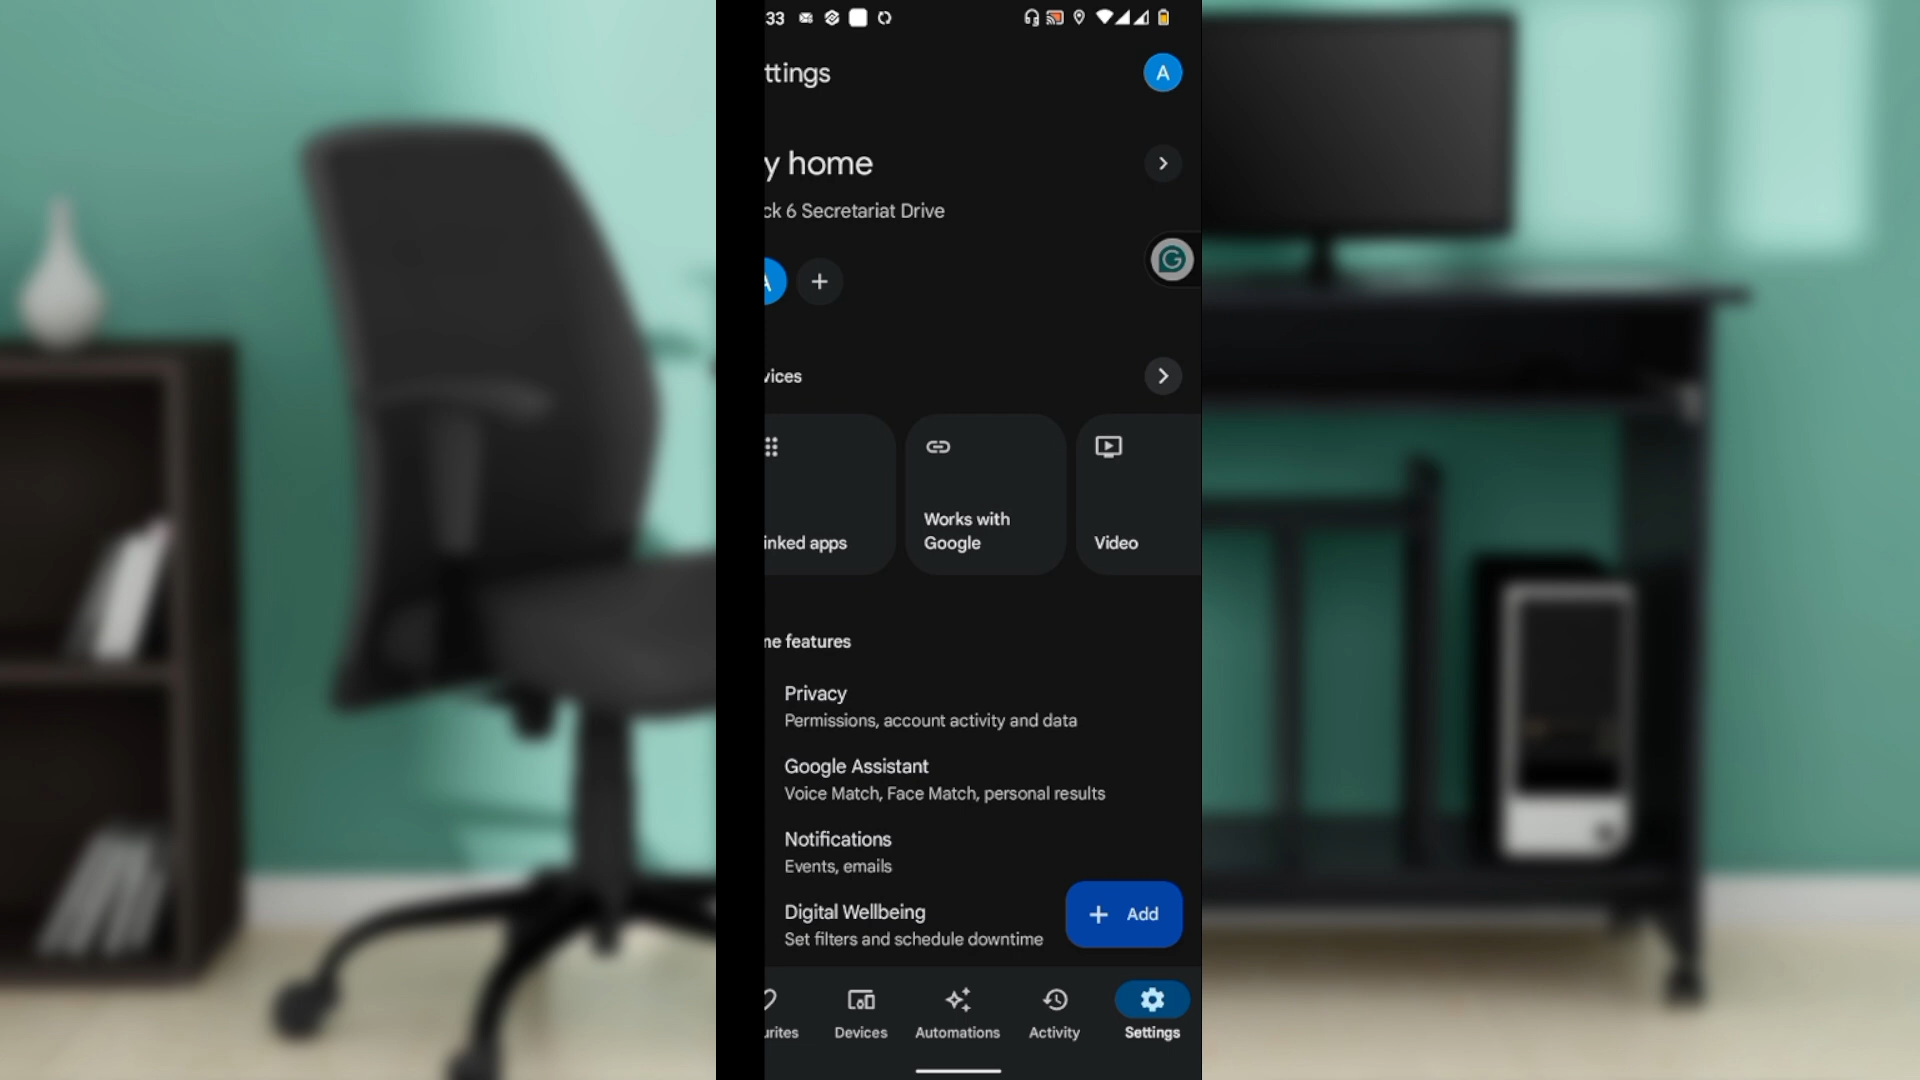 33
ttings
A
y home
ck 6 Secretariat Drive
A
vices
inked apps
Works with
Google
Video
ne features
Privacy
Permissions, account activity and data
Google Assistant
Voice Match, Face Match, personal results
Notifications
Events, emails
Digital Wellbeing
Set filters and schedule downtime
Add
urites
Devices
Automations
Activity
Settings